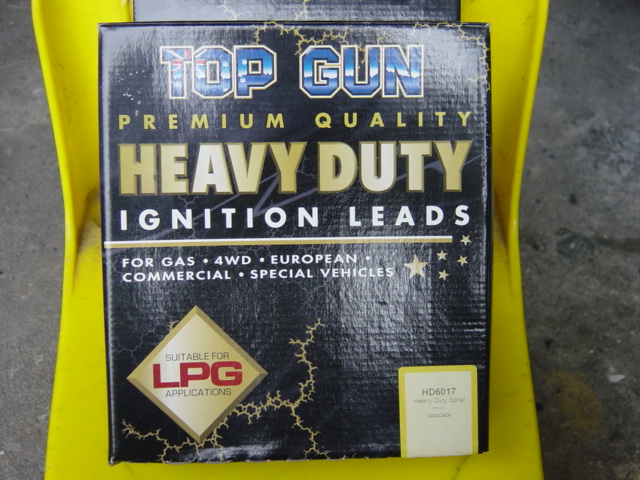 TOP GUN
PREMIUM QUALITY
HEAVY DUTY
IGNITION LEADS
FOR GAS • 4WD • EUROPEAN •
COMMERCIAL • SPECIAL VEHICLES
SUITABLE FOR
LPG
APPLICATIONS
HD6017
Heavy Duty Spiral